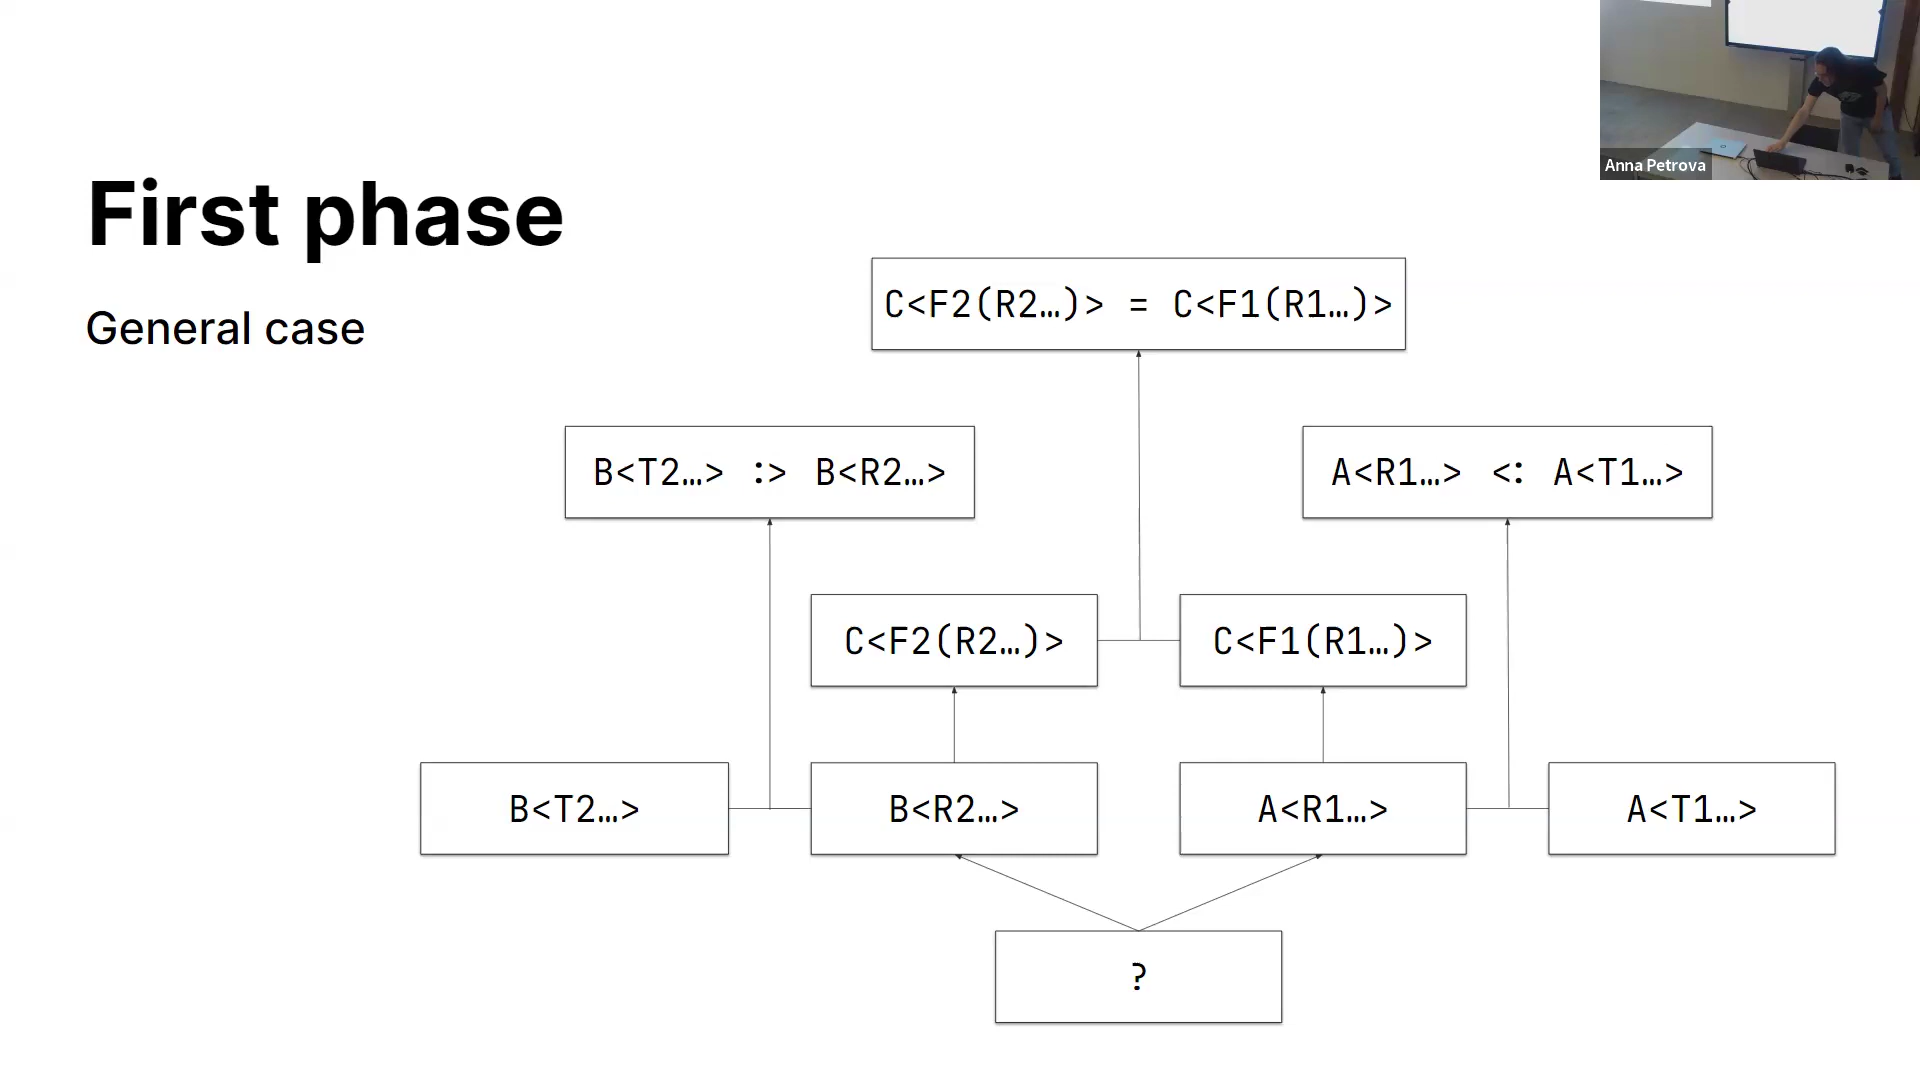 Anna Petrova
First phase
General case
C<F2(R2…)> = C<F1(R1…)>
B<T2…> :> B<R2…>
A<R1…> <: A<T1…>
C<F2(R2…)>
C<F1(R1…)>
B<T2…>
B<R2…>
A<R1…>
A<T1…>
?